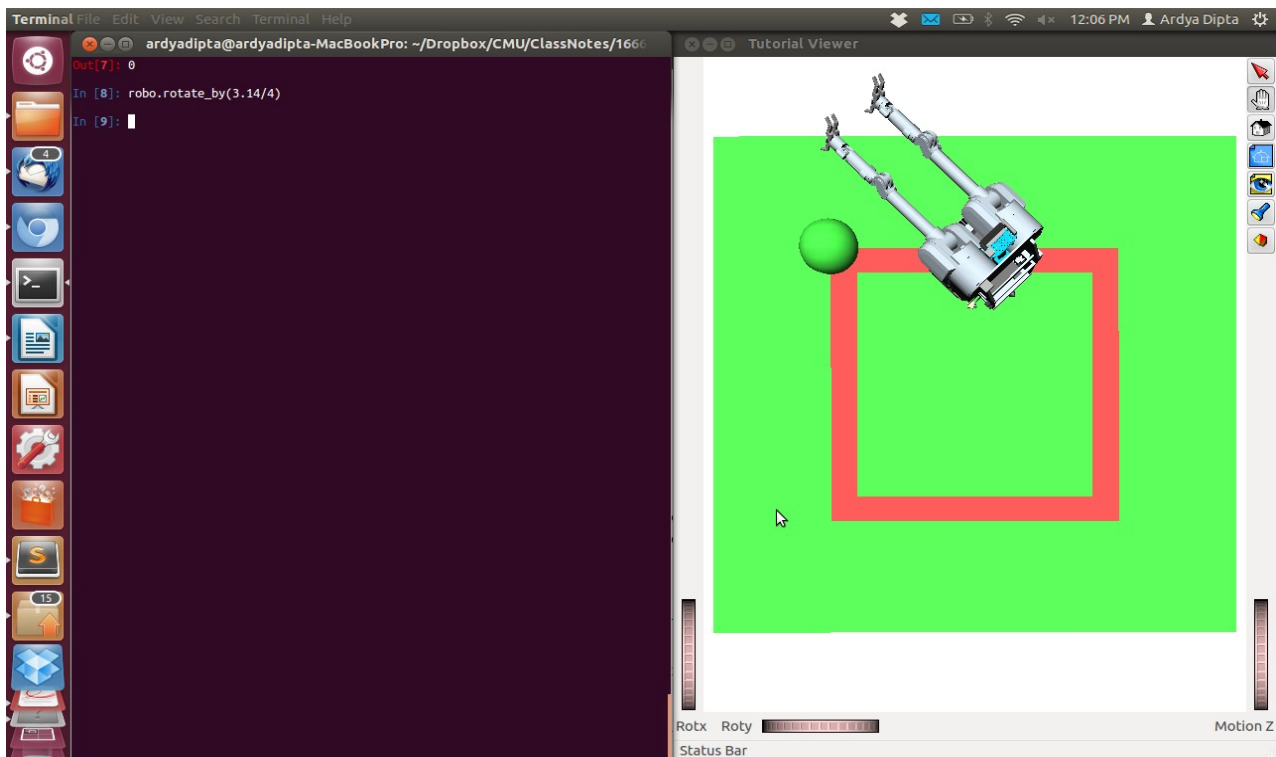 Terminal File Edit View Search Terminal Help 12:06 PM Ardya Dipta
ardyadipta@ardyadipta-MacBookPro: ~/Dropbox/CMU/ClassNotes/1666
Out[7]: 0
In [8]: robo.rotate_by(3.14/4)
In [9]:
4
15
Tutorial Viewer
Rotx Roty Motion Z
Status Bar